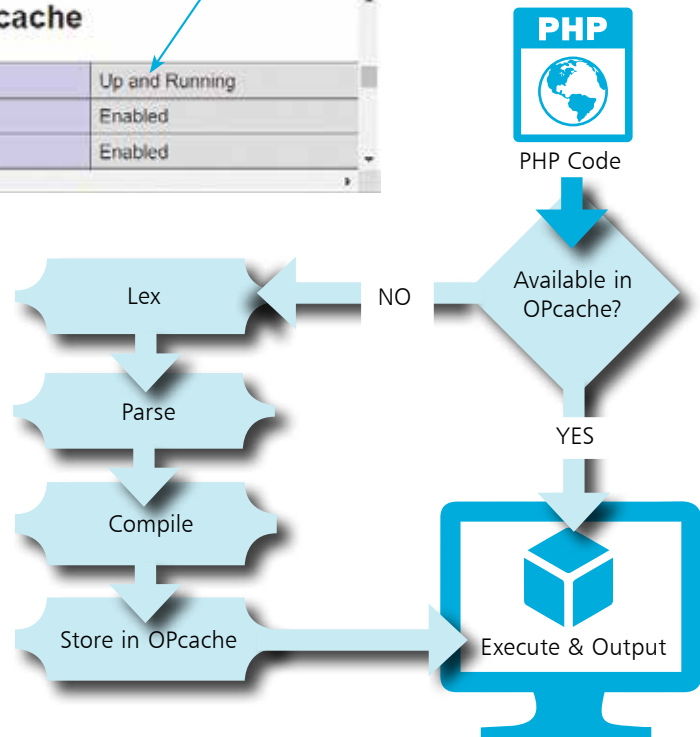 Up and Running
Enabled
Enabled
PHP
PHP Code
Available in
OPcache?
NO
YES
Lex
Parse
Compile
Store in OPcache
Execute & Output